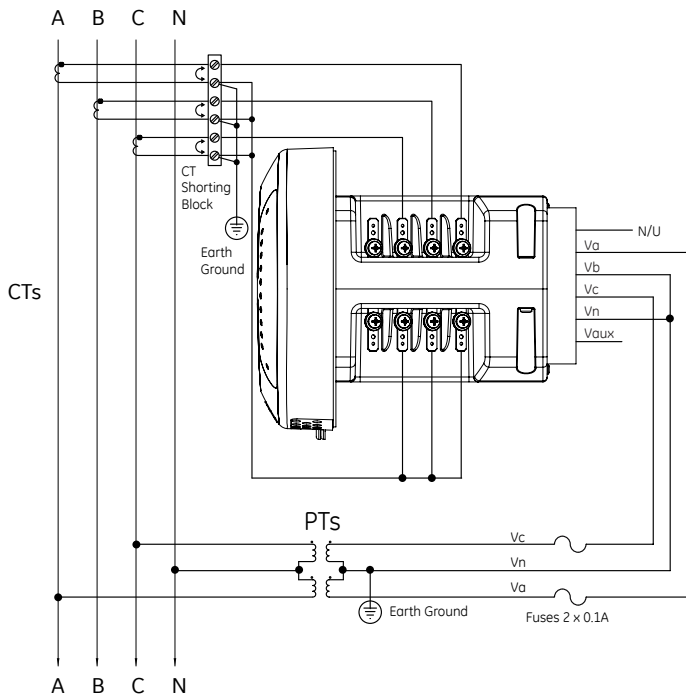 A B C N
CT
Shorting
Block
Earth
Ground
N/U
Va
Vb
Vc
Vn
Vaux
CTs
PTs
Vc
Vn
Va
Earth Ground
Fuses 2 x 0.1A
A B C N